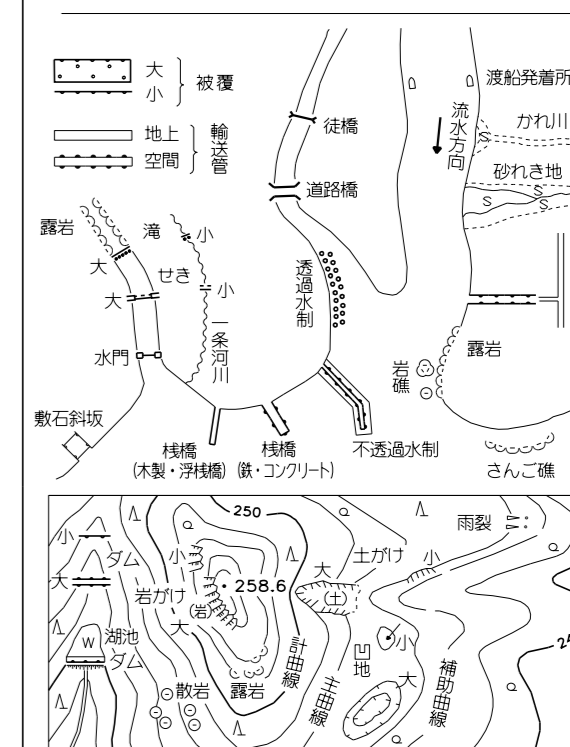 大
小
被覆
地上
空間
輸送管
徒橋
道路橋
渡船発着所
流水方向
かれ川
砂れき地
S
S
S
露岩
滝
小
大
せき
大
小
一条河川
水門
透過水制
岩礁
露岩
敷石斜坂
桟橋
(木製・浮桟橋)
桟橋
(鉄・コンクリート)
不透過水制
さんご礁
250
雨裂
小
ダム
大
小
岩がけ
大
258.6
(岩)
土がけ
大
小
(土)
W
湖池
ダム
計曲線
主曲線
凹地
小
大
補助曲線
散岩
露岩